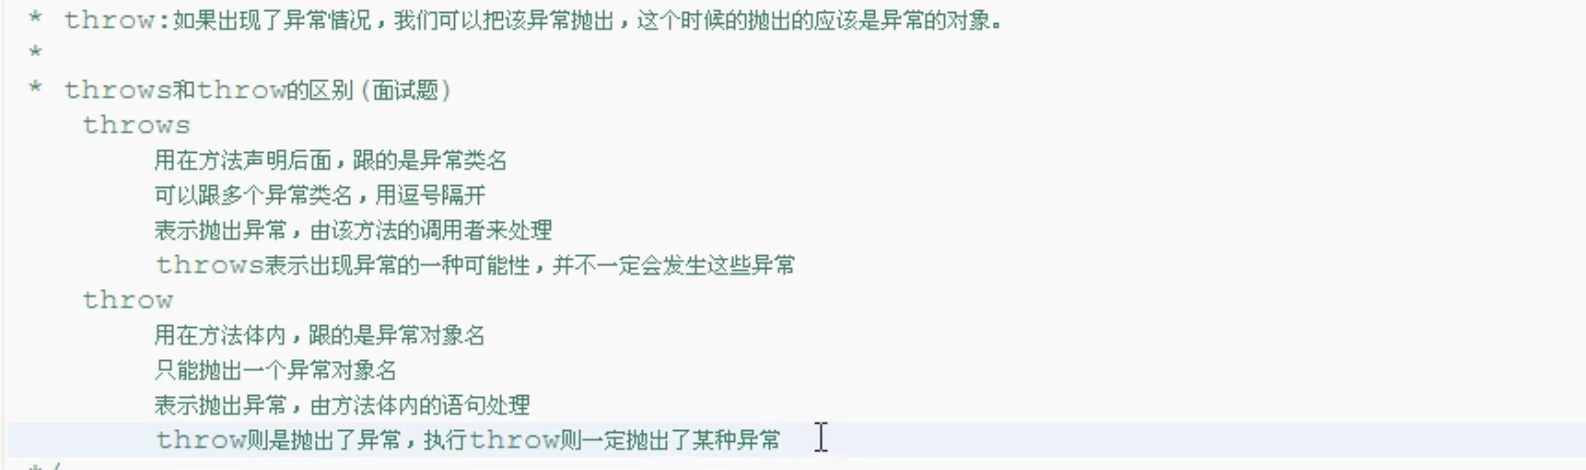 * throw:如果出现了异常情况，我们可以把该异常抛出，这个时候的抛出的应该是异常的对象。
*
* throws和throw的区别(面试题)
throws
用在方法声明后面，跟的是异常类名
可以跟多个异常类名，用逗号隔开
表示抛出异常，由该方法的调用者来处理
throws表示出现异常的一种可能性，并不一定会发生这些异常
throw
用在方法体内，跟的是异常对象名
只能抛出一个异常对象名
表示抛出异常，由方法体内的语句处理
throw则是抛出了异常，执行throw则一定抛出了某种异常
*/